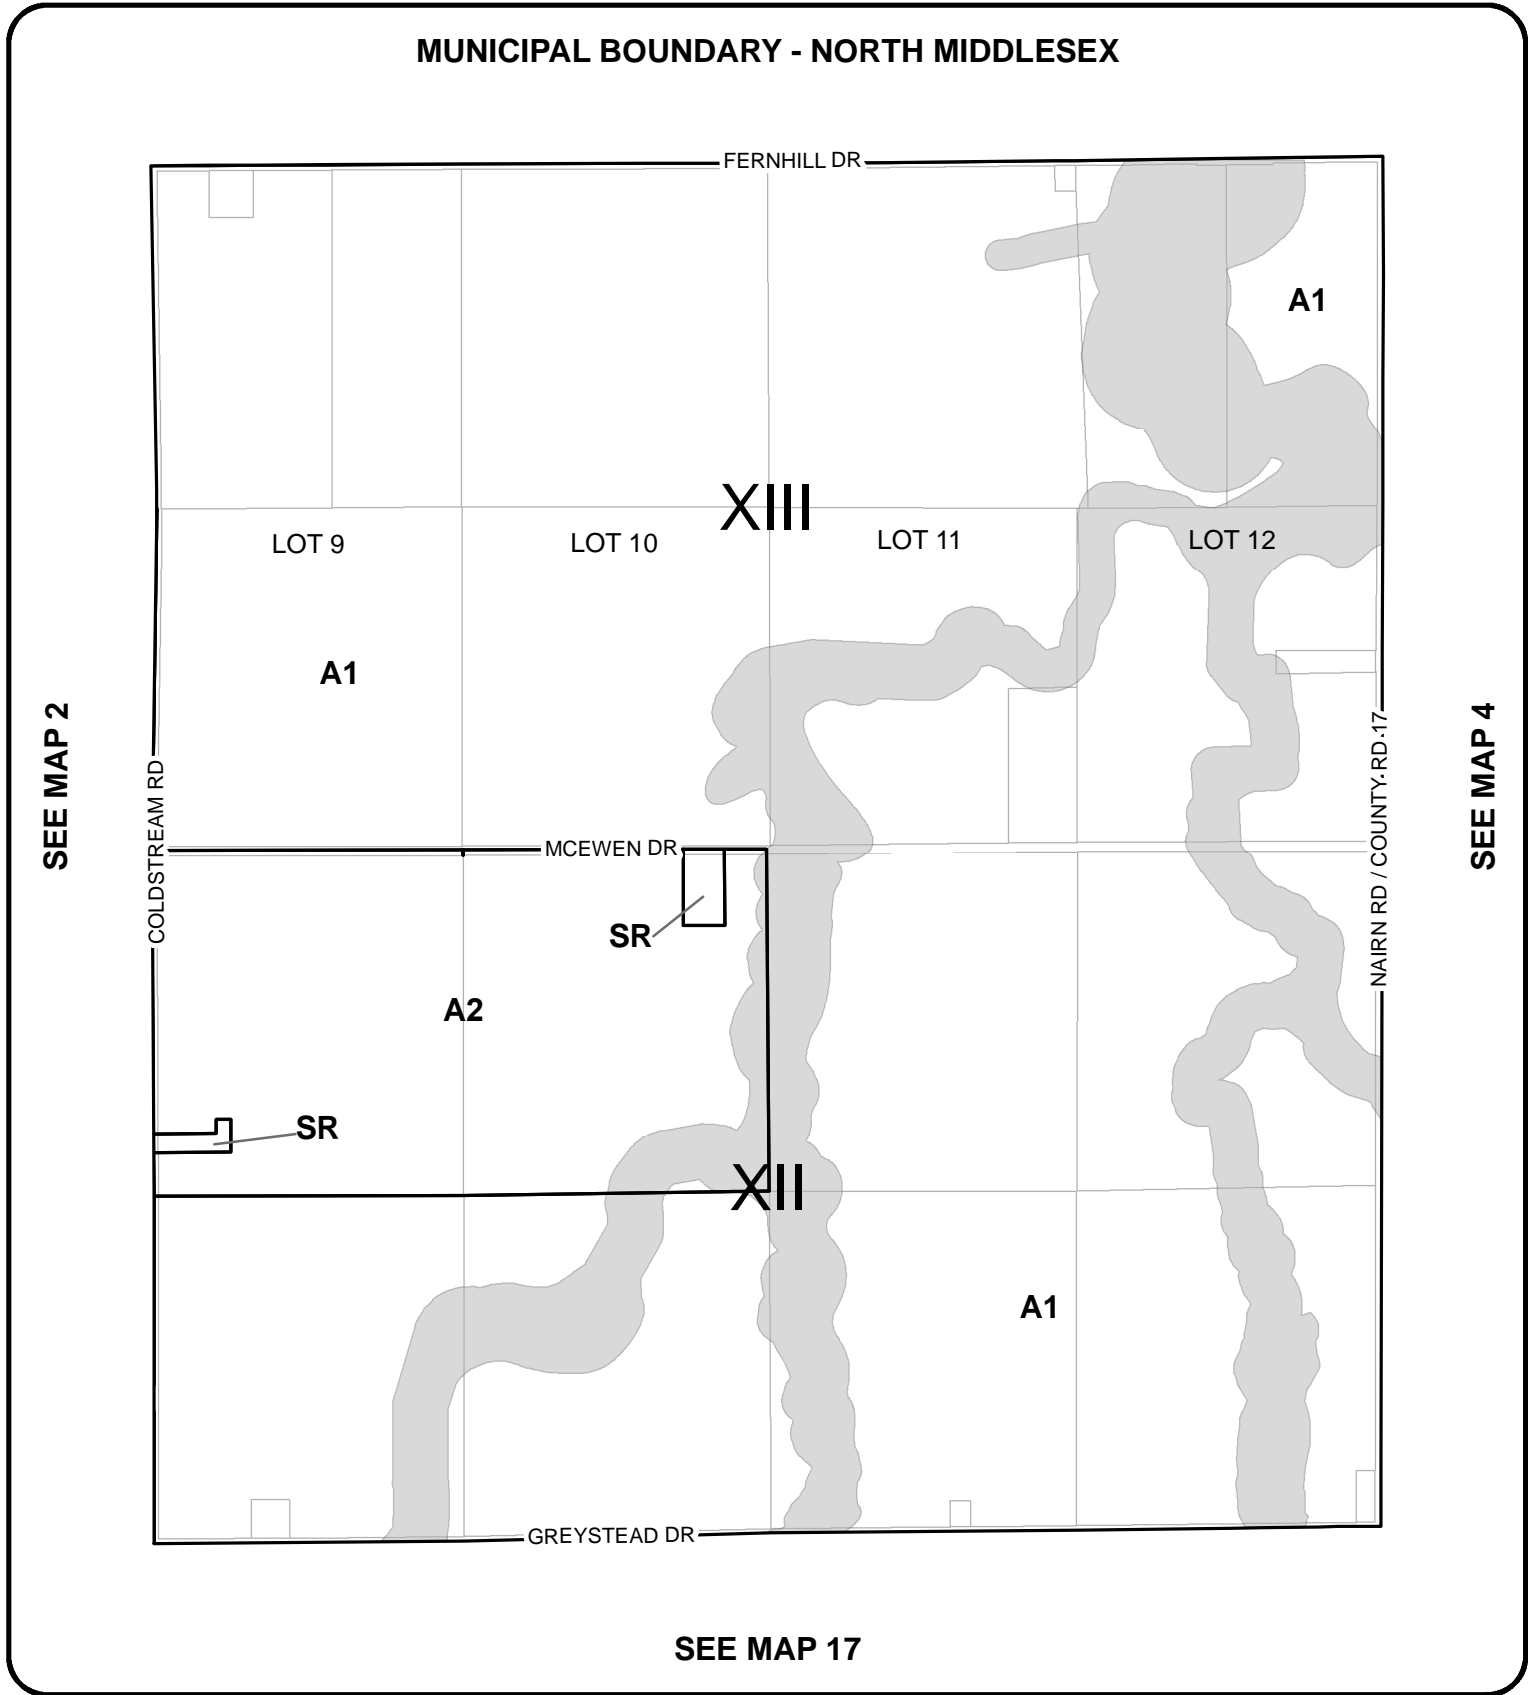 MUNICIPAL BOUNDARY - NORTH MIDDLESEX
FERNHILL DR
A1
XIII
LOT 9
LOT 10
LOT 11
LOT 12
A1
SEE MAP 2
SEE MAP 4
COLDSTREAM RD
NAIRN RD / COUNTY RD 17
MCEWEN DR
SR
A2
SR
XII
A1
GREYSTEAD DR
SEE MAP 17